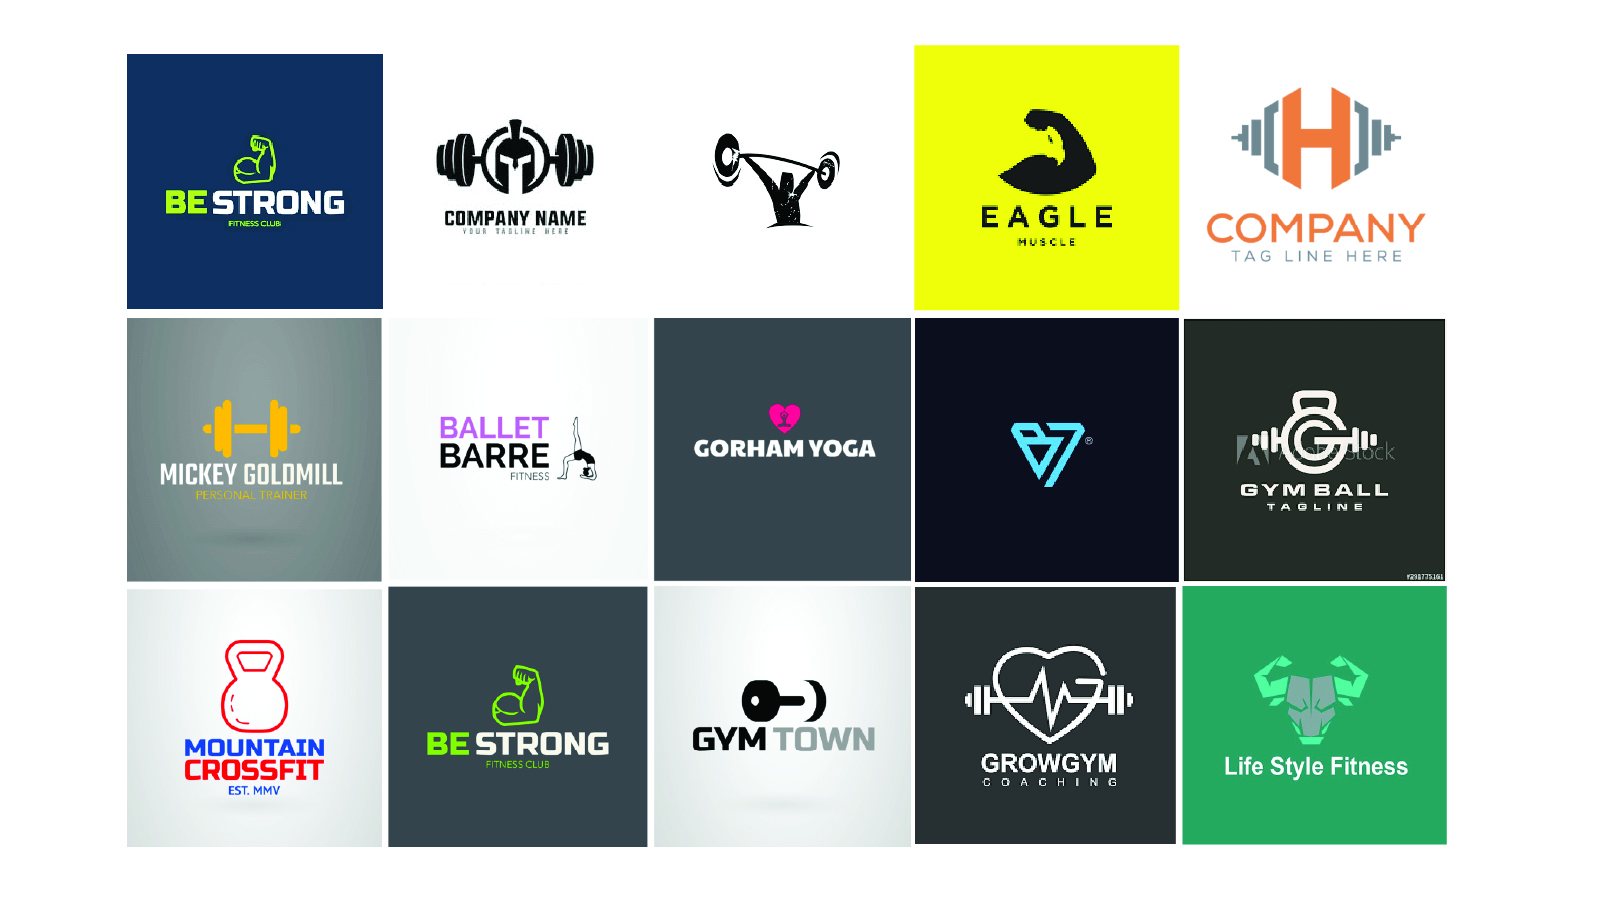 BE STRONG
FITNESS CLUB
COMPANY NAME
YOUR TAGLINE HERE
EAGLE
MUSCLE
H
COMPANY
TAG LINE HERE
MICKEY GOLDMILL
PERSONAL TRAINER
BALLET
BARRE
FITNESS
GORHAM YOGA
®
G
Stock
GYM BALL
TAGLINE
MOUNTAIN
CROSSFIT
EST. MMV
BE STRONG
FITNESS CLUB
GYM TOWN
GROWGYM
COACHING
Life Style Fitness